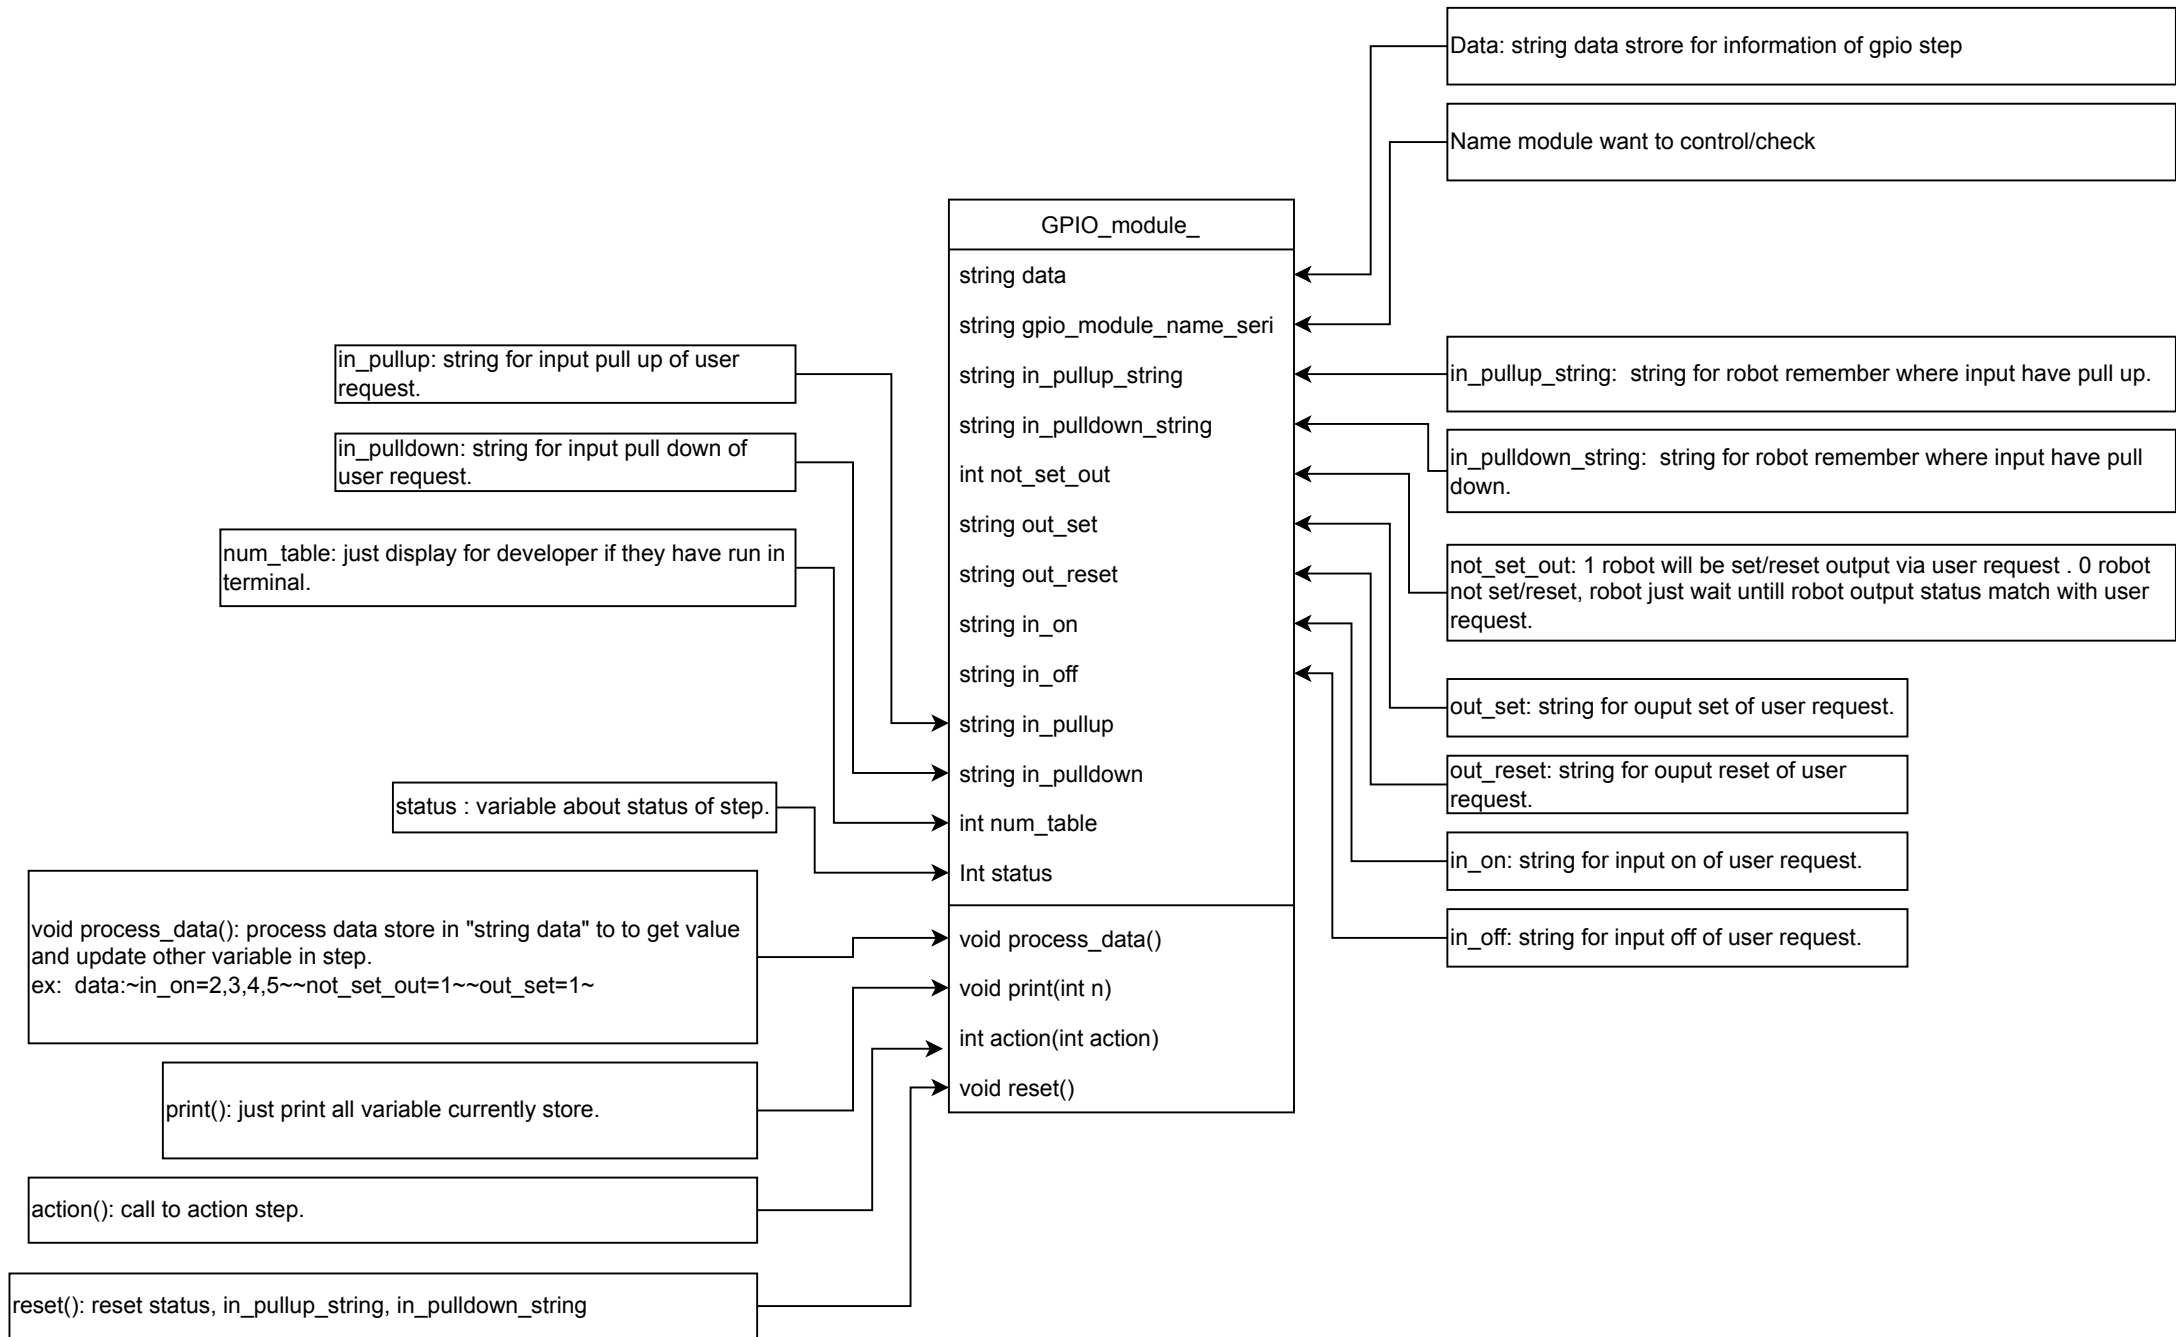 Data: string data strore for information of gpio step
Name module want to control/check
GPIO_module_
string data
string gpio_module_name_seri
string in_pullup_string
string in_pulldown_string
int not_set_out
string out_set
string out_reset
string in_on
string in_off
string in_pullup
string in_pulldown
int num_table
Int status
void process_data()
void print(int n)
int action(int action)
void reset()
in_pullup: string for input pull up of user
request.
in_pulldown: string for input pull down of
user request.
num_table: just display for developer if they have run in
terminal.
status : variable about status of step.
void process_data(): process data store in "string data" to to get value
and update other variable in step.
ex:  data:~in_on=2,3,4,5~~not_set_out=1~~out_set=1~
print(): just print all variable currently store.
action(): call to action step.
reset(): reset status, in_pullup_string, in_pulldown_string
in_pullup_string:  string for robot remember where input have pull up.
in_pulldown_string:  string for robot remember where input have pull
down.
not_set_out: 1 robot will be set/reset output via user request . 0 robot
not set/reset, robot just wait untill robot output status match with user
request.
out_set: string for ouput set of user request.
out_reset: string for ouput reset of user
request.
in_on: string for input on of user request.
in_off: string for input off of user request.